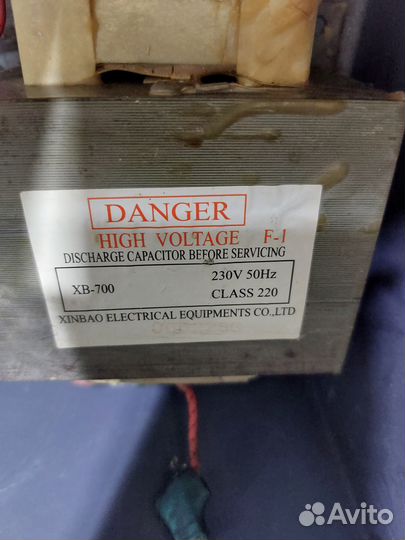 DANGER
HIGH VOLTAGE F-1
DISCHARGE CAPACITOR BEFORE SERVICING
XB-700 230V 50Hz
CLASS 220
XINBAO ELECTRICAL EQUIPMENTS CO.,LTD
Avito